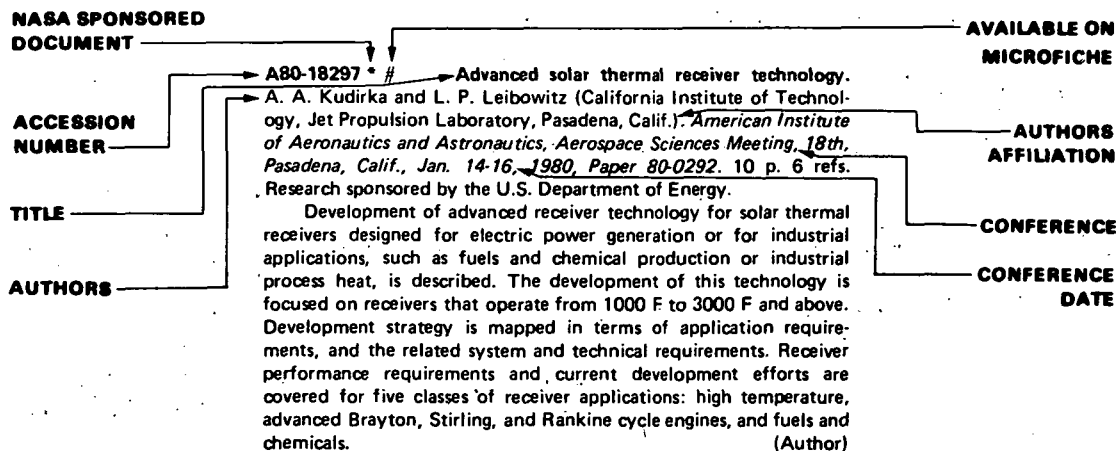 NASA SPONSORED
DOCUMENT
AVAILABLE ON
MICROFICHE
ACCESSION
NUMBER
TITLE
AUTHORS
A80-18297 * # Advanced solar thermal receiver technology.
A. A. Kudirka and L. P. Leibowitz (California Institute of Technol-
ogy, Jet Propulsion Laboratory, Pasadena, Calif.). American Institute
of Aeronautics and Astronautics, Aerospace Sciences Meeting, 18th,
Pasadena, Calif., Jan. 14-16, 1980, Paper 80-0292. 10 p. 6 refs.
Research sponsored by the U.S. Department of Energy.
Development of advanced receiver technology for solar thermal
receivers designed for electric power generation or for industrial
applications, such as fuels and chemical production or industrial
process heat, is described. The development of this technology is
focused on receivers that operate from 1000 F to 3000 F and above.
Development strategy is mapped in terms of application require-
ments, and the related system and technical requirements. Receiver
performance requirements and current development efforts are
covered for five classes of receiver applications: high temperature,
advanced Brayton, Stirling, and Rankine cycle engines, and fuels and
chemicals. (Author)
AUTHORS
AFFILIATION
CONFERENCE
CONFERENCE
DATE